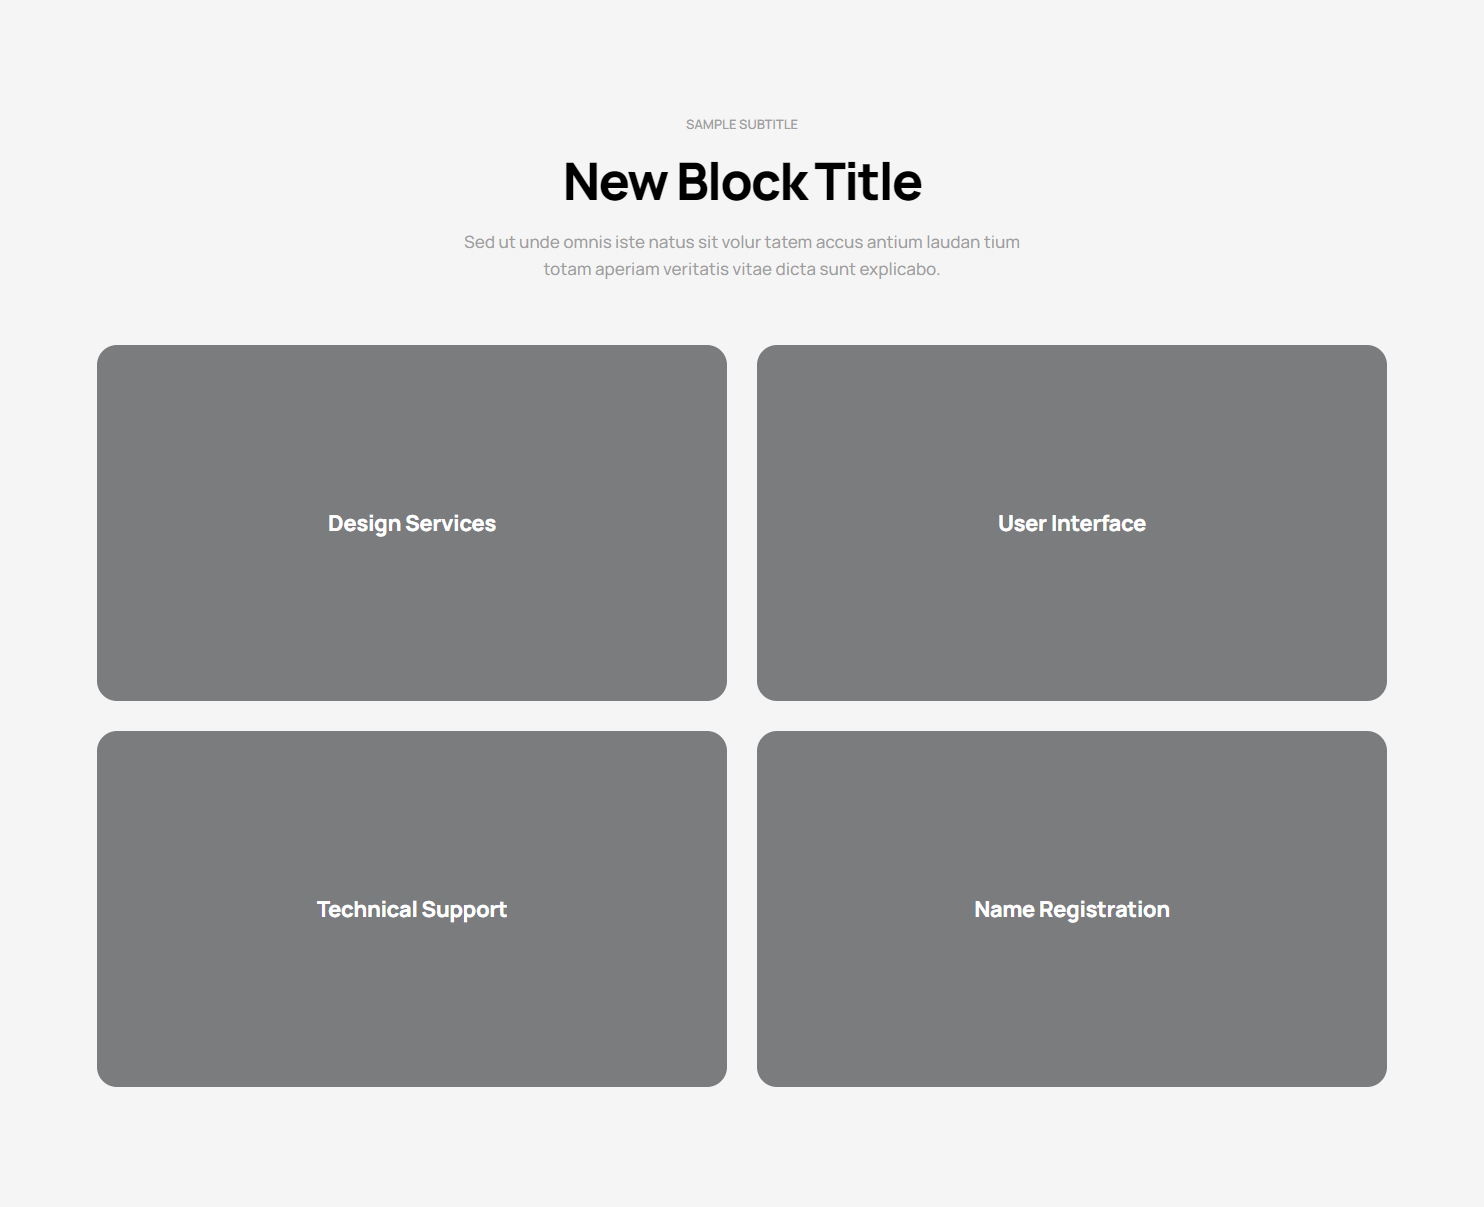 SAMPLE SUBTITLE
New Block Title
Sed ut unde omnis iste natus sit volur tatem accus antium laudan tium
totam aperiam veritatis vitae dicta sunt explicabo.
Design Services
User Interface
Technical Support
Name Registration